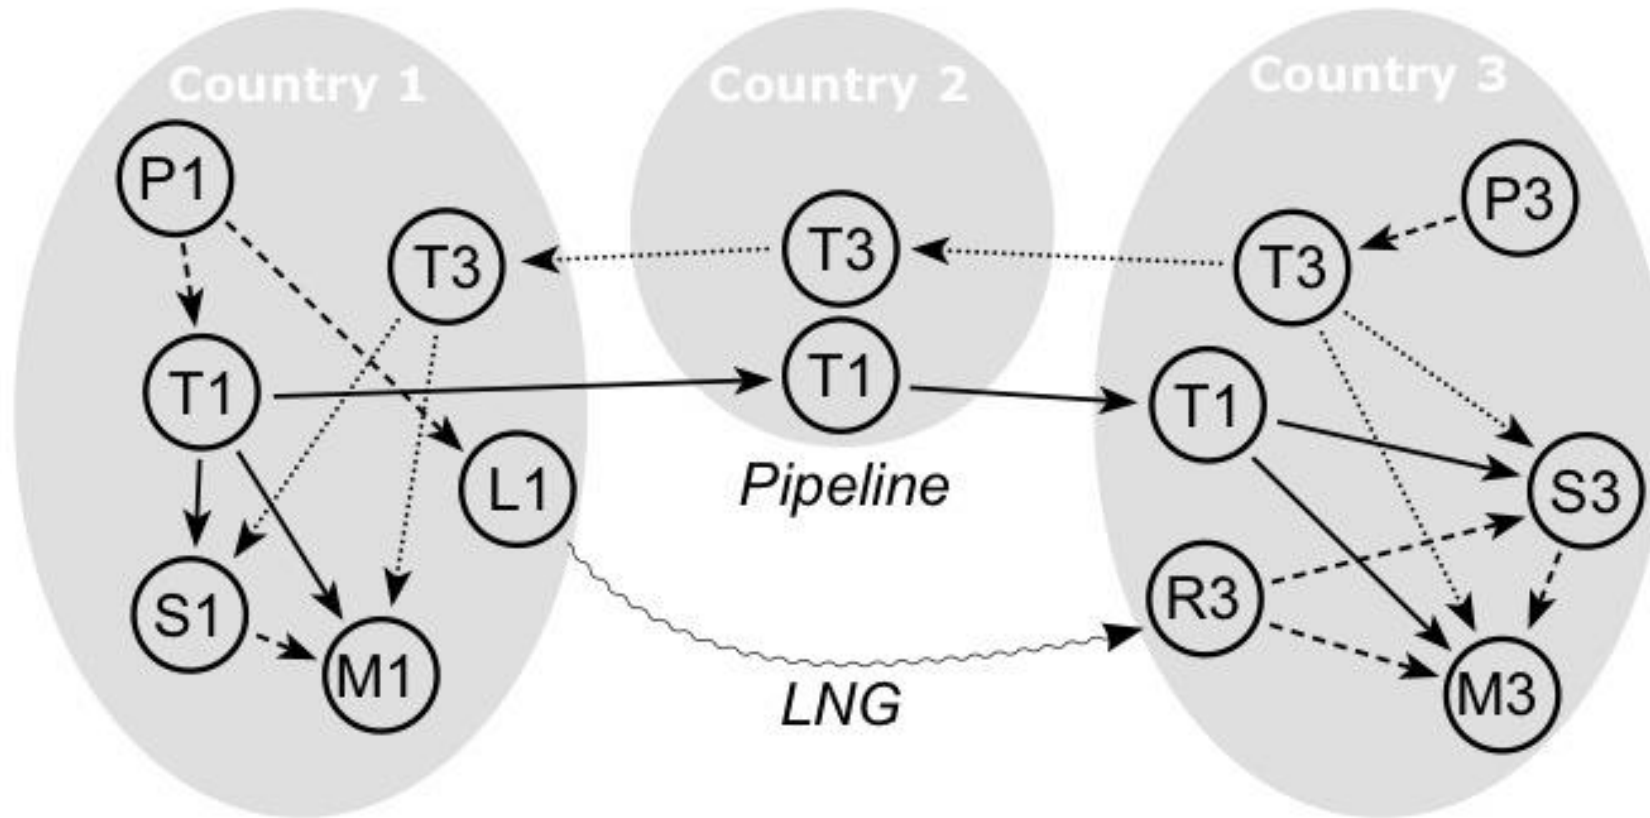 Country 1
Country 2
Country 3
P1
T3
T1
L1
S1
M1
T3
T1
Pipeline
LNG
P3
T3
T1
S3
R3
M3